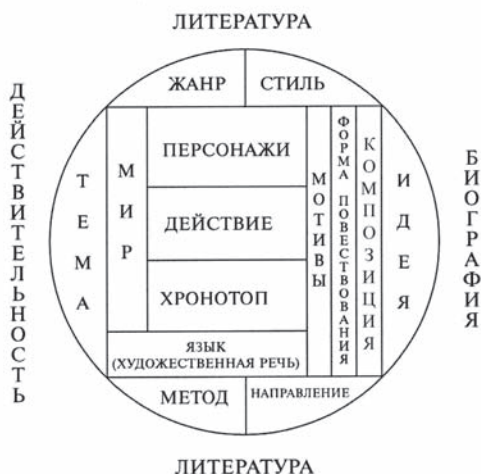 ЛИТЕРАТУРА
ЖАНР
СТИЛЬ
ДЕЙСТВИТЕЛЬНОСТЬ
ТЕМА
МИР
ПЕРСОНАЖИ
ДЕЙСТВИЕ
ХРОНОТОП
ЯЗЫК
(ХУДОЖЕСТВЕННАЯ РЕЧЬ)
МОТИВЫ
ФОРМА ПОВЕСТВОВАНИЯ
КОМПОЗИЦИЯ
ИДЕЯ
БИОГРАФИЯ
МЕТОД
НАПРАВЛЕНИЕ
ЛИТЕРАТУРА